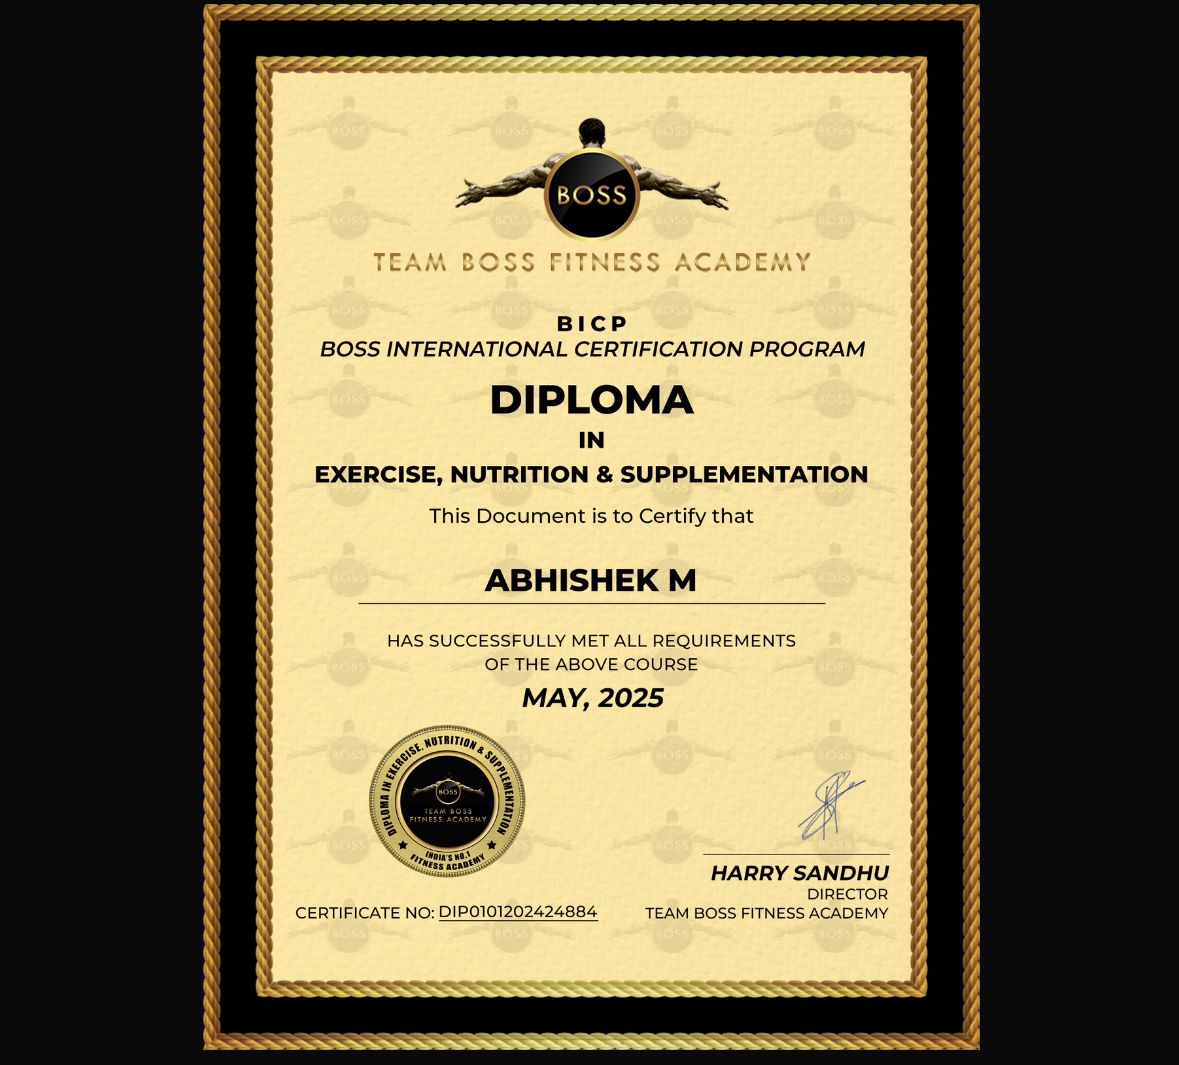 BOSS
TEAM BOSS FITNESS ACADEMY
BICP
BOSS INTERNATIONAL CERTIFICATION PROGRAM
DIPLOMA
IN
EXERCISE, NUTRITION & SUPPLEMENTATION
This Document is to Certify that
ABHISHEK M
HAS SUCCESSFULLY MET ALL REQUIREMENTS
OF THE ABOVE COURSE
MAY, 2025
DIPLOMA IN EXERCISE, NUTRITION & SUPPLEMENTATION
BOSS
TEAM BOSS
FITNESS ACADEMY
INDIA'S NO.1
FITNESS ACADEMY
HARRY SANDHU
DIRECTOR
CERTIFICATE NO: DIP0101202424884
TEAM BOSS FITNESS ACADEMY